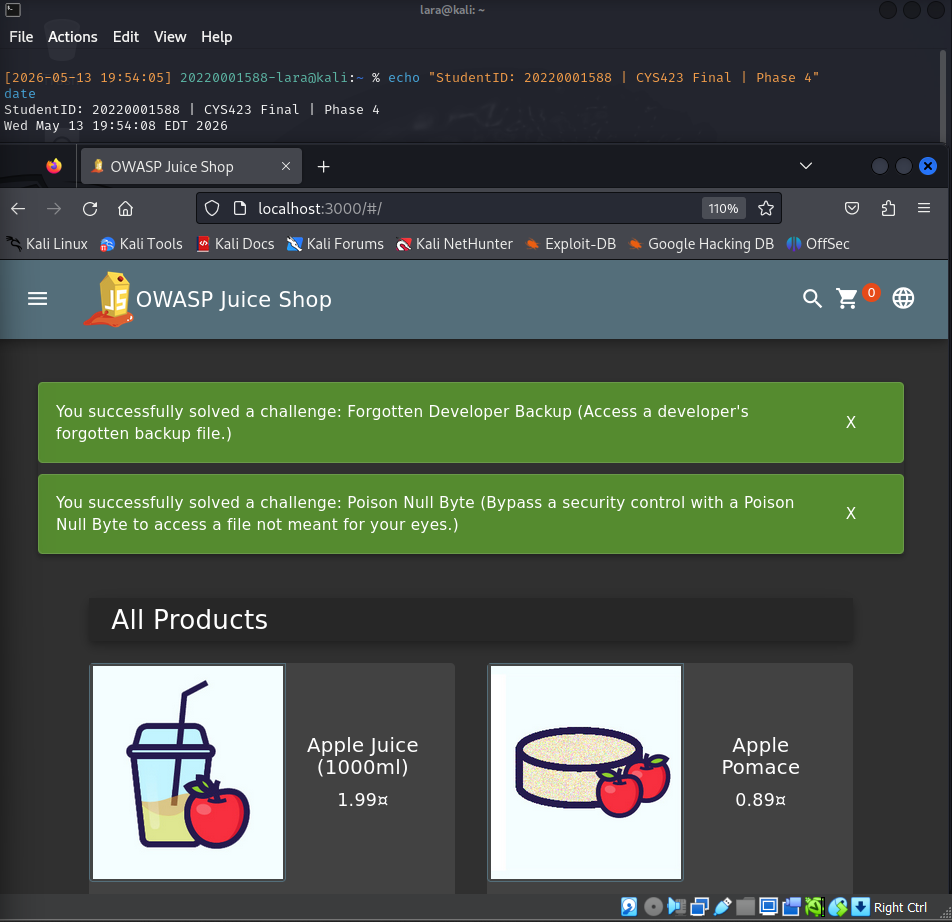 lara@kali: ~
File Actions Edit View Help
[2026-05-13 19:54:05] 20220001588-lara@kali:~ % echo "StudentID: 20220001588 | CYS423 Final | Phase 4"
date
StudentID: 20220001588 | CYS423 Final | Phase 4
Wed May 13 19:54:08 EDT 2026
OWASP Juice Shop
localhost:3000/#/ 110%
Kali Linux Kali Tools Kali Docs Kali Forums Kali NetHunter Exploit-DB Google Hacking DB OffSec
JS OWASP Juice Shop 0
You successfully solved a challenge: Forgotten Developer Backup (Access a developer's
forgotten backup file.)
X
You successfully solved a challenge: Poison Null Byte (Bypass a security control with a Poison
Null Byte to access a file not meant for your eyes.)
X
All Products
Apple Juice
(1000ml)
1.99¤
Apple
Pomace
0.89¤
Right Ctrl